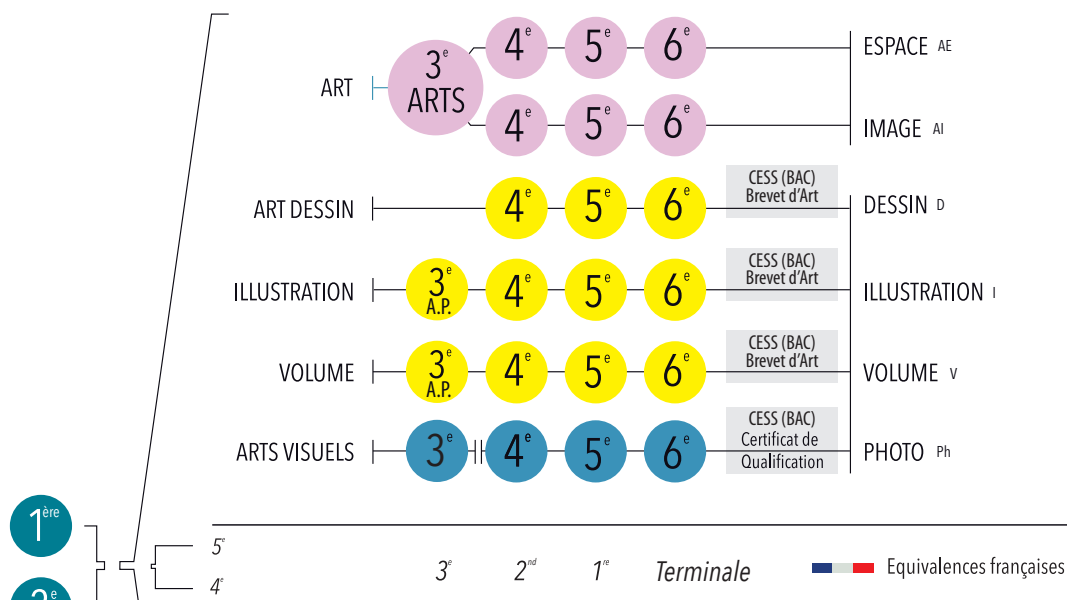 4e 5e 6e ESPACE AE
ART 3e ARTS
4e 5e 6e IMAGE AI
CESS (BAC)
Brevet d'Art
ART DESSIN 4e 5e 6e DESSIN D
CESS (BAC)
Brevet d'Art
ILLUSTRATION 3e A.P. 4e 5e 6e ILLUSTRATION I
CESS (BAC)
Brevet d'Art
VOLUME 3e A.P. 4e 5e 6e VOLUME V
CESS (BAC)
Certificat de
Qualification
ARTS VISUELS 3e 4e 5e 6e PHOTO Ph
1ère
5e
4e
3e 2nd 1re Terminale Equivalences françaises